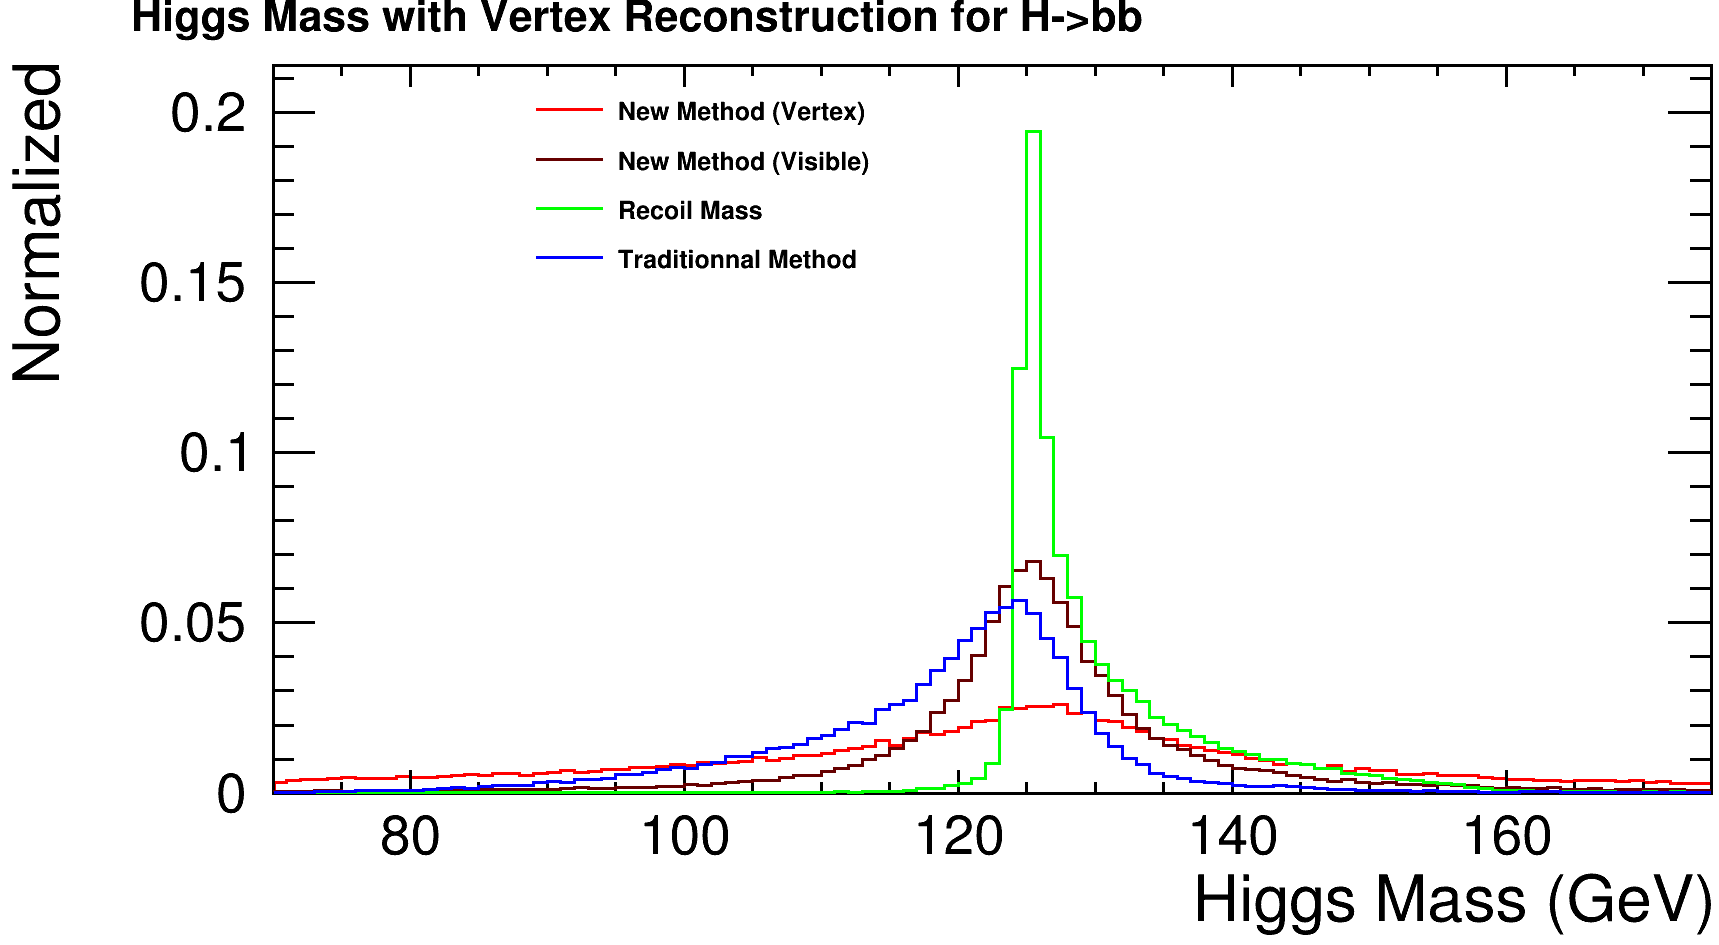 Higgs Mass with Vertex Reconstruction for H->bb
Normalized
0.2
0.15
0.1
0.05
0
New Method (Vertex)
New Method (Visible)
Recoil Mass
Traditionnal Method
80 100 120 140 160
Higgs Mass (GeV)